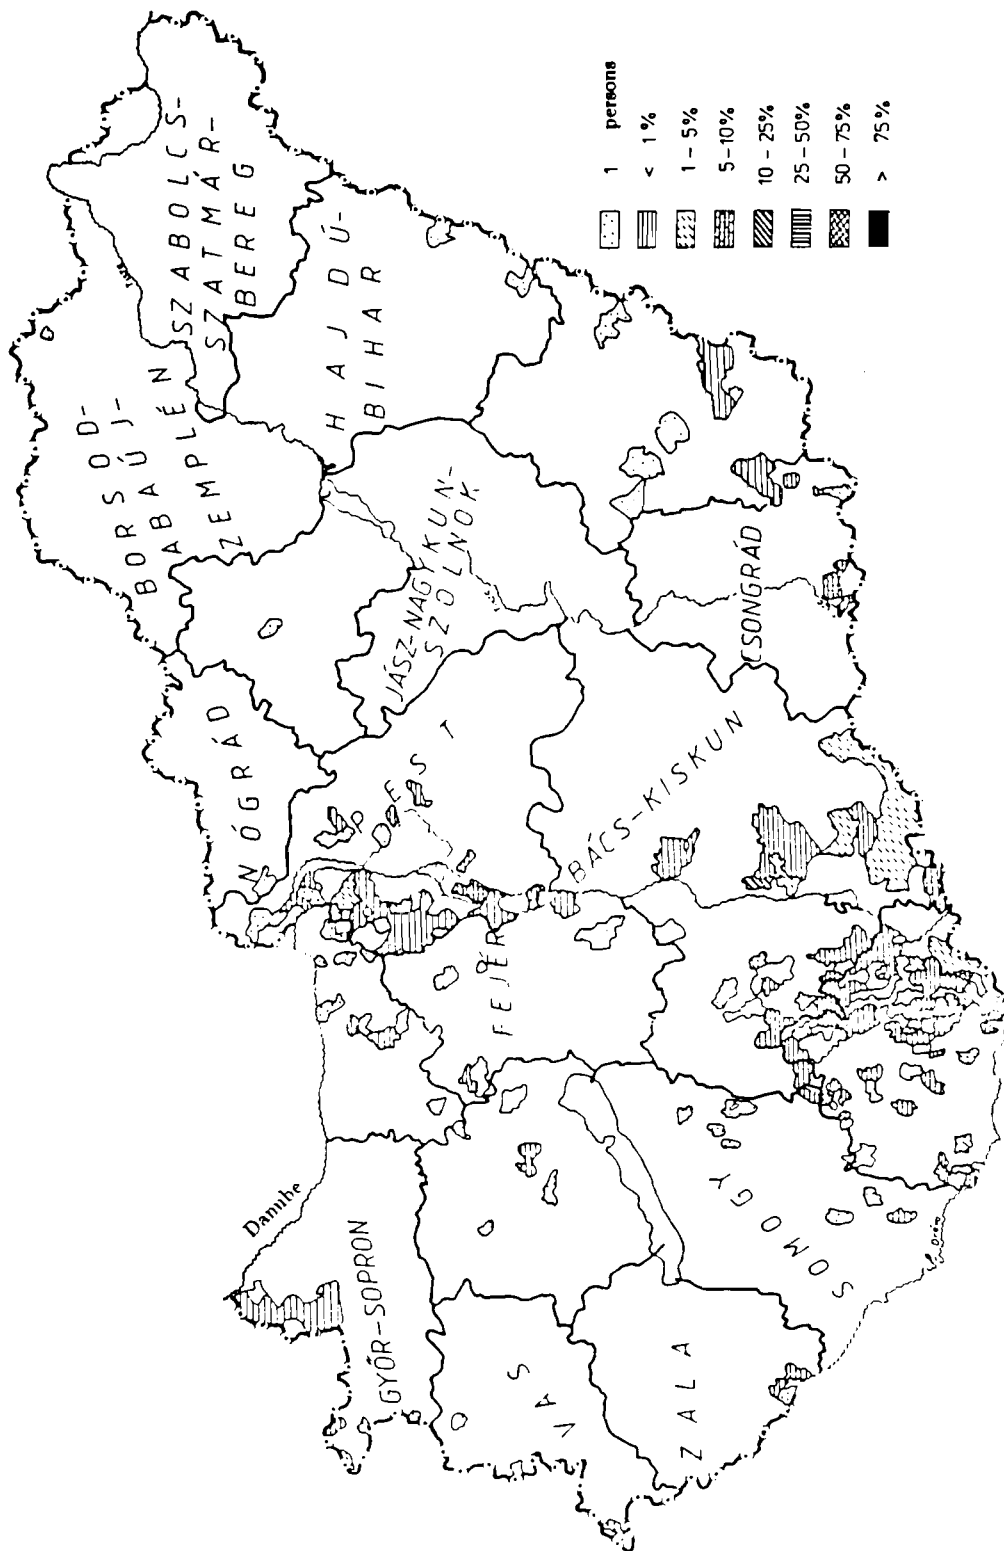 BORSOD-
ABAÚJ-
ZEMPLÉN
SZABOLCS-
SZATMÁR-
BEREG
NÓGRÁD
HAJDÚ-
BIHAR
JÁSZ-NAGYKUN-
SZOLNOK
PEST
Danube
GYŐR-SOPRON
FEJÉR
VAS
BÁCS-KISKUN
CSONGRÁD
ZALA
SOMOGY
Dráva
1 persons
< 1%
1-5%
5-10%
10-25%
25-50%
50-75%
> 75%